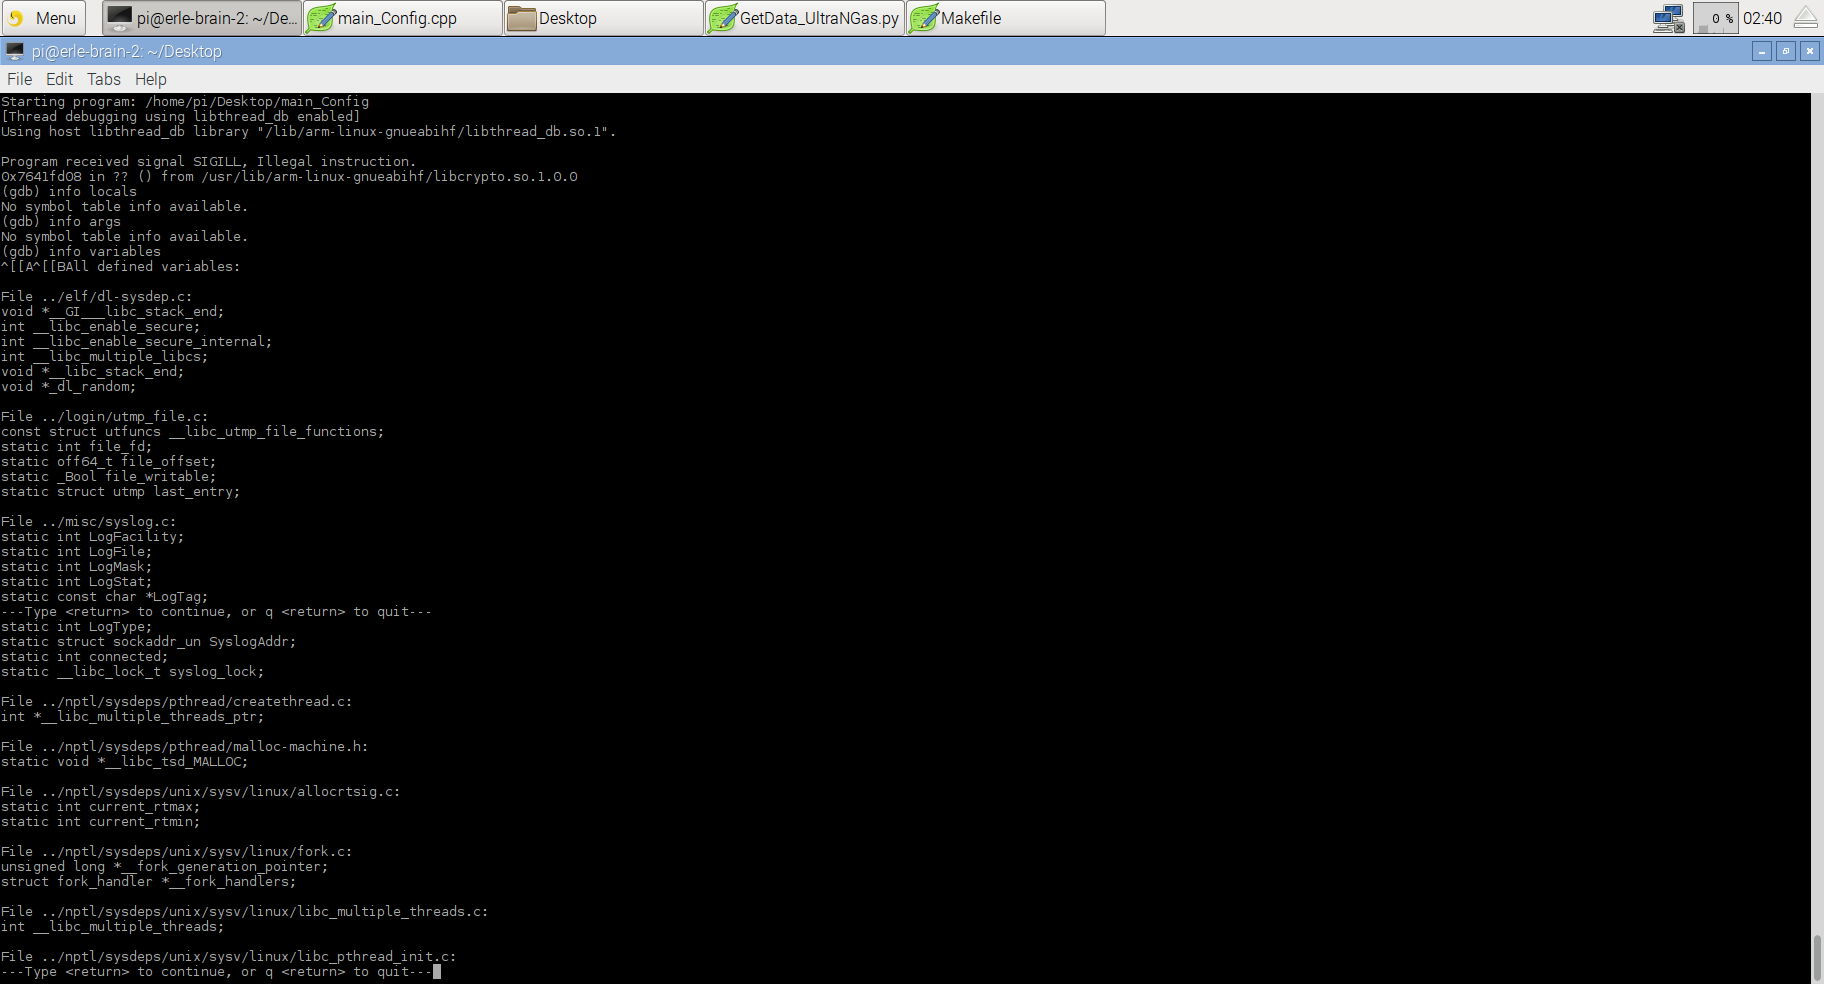 Menu
pi@erle-brain-2: ~/De...
main_Config.cpp
Desktop
GetData_UltraNGas.py
Makefile
0 %
02:40
pi@erle-brain-2: ~/Desktop
File Edit Tabs Help
Starting program: /home/pi/Desktop/main_Config
[Thread debugging using libthread_db enabled]
Using host libthread_db library "/lib/arm-linux-gnueabihf/libthread_db.so.1".
Program received signal SIGILL, Illegal instruction.
0x7641fd08 in ?? () from /usr/lib/arm-linux-gnueabihf/libcrypto.so.1.0.0
(gdb) info locals
No symbol table info available.
(gdb) info args
No symbol table info available.
(gdb) info variables
^[[A^[[BAll defined variables:
File ../elf/dl-sysdep.c:
void *__GI___libc_stack_end;
int __libc_enable_secure;
int __libc_enable_secure_internal;
int __libc_multiple_libcs;
void *__libc_stack_end;
void *_dl_random;
File ../login/utmp_file.c:
const struct utfuncs __libc_utmp_file_functions;
static int file_fd;
static off64_t file_offset;
static _Bool file_writable;
static struct utmp last_entry;
File ../misc/syslog.c:
static int LogFacility;
static int LogFile;
static int LogMask;
static int LogStat;
static const char *LogTag;
---Type <return> to continue, or q <return> to quit---
static int LogType;
static struct sockaddr_un SyslogAddr;
static int connected;
static __libc_lock_t syslog_lock;
File ../nptl/sysdeps/pthread/createthread.c:
int *__libc_multiple_threads_ptr;
File ../nptl/sysdeps/pthread/malloc-machine.h:
static void *__libc_tsd_MALLOC;
File ../nptl/sysdeps/unix/sysv/linux/allocrtsig.c:
static int current_rtmax;
static int current_rtmin;
File ../nptl/sysdeps/unix/sysv/linux/fork.c:
unsigned long *__fork_generation_pointer;
struct fork_handler *__fork_handlers;
File ../nptl/sysdeps/unix/sysv/linux/libc_multiple_threads.c:
int __libc_multiple_threads;
File ../nptl/sysdeps/unix/sysv/linux/libc_pthread_init.c:
---Type <return> to continue, or q <return> to quit---